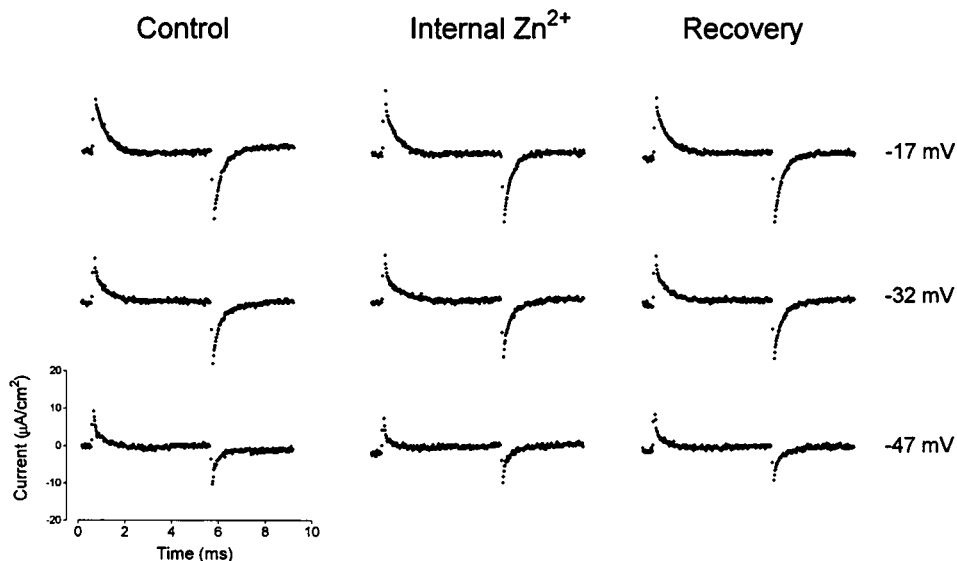 Control Internal Zn²⁺ Recovery
-17 mV
-32 mV
20
10
0
-10
-20
Current (µA/cm²)
-47 mV
0 2 4 6 8 10
Time (ms)